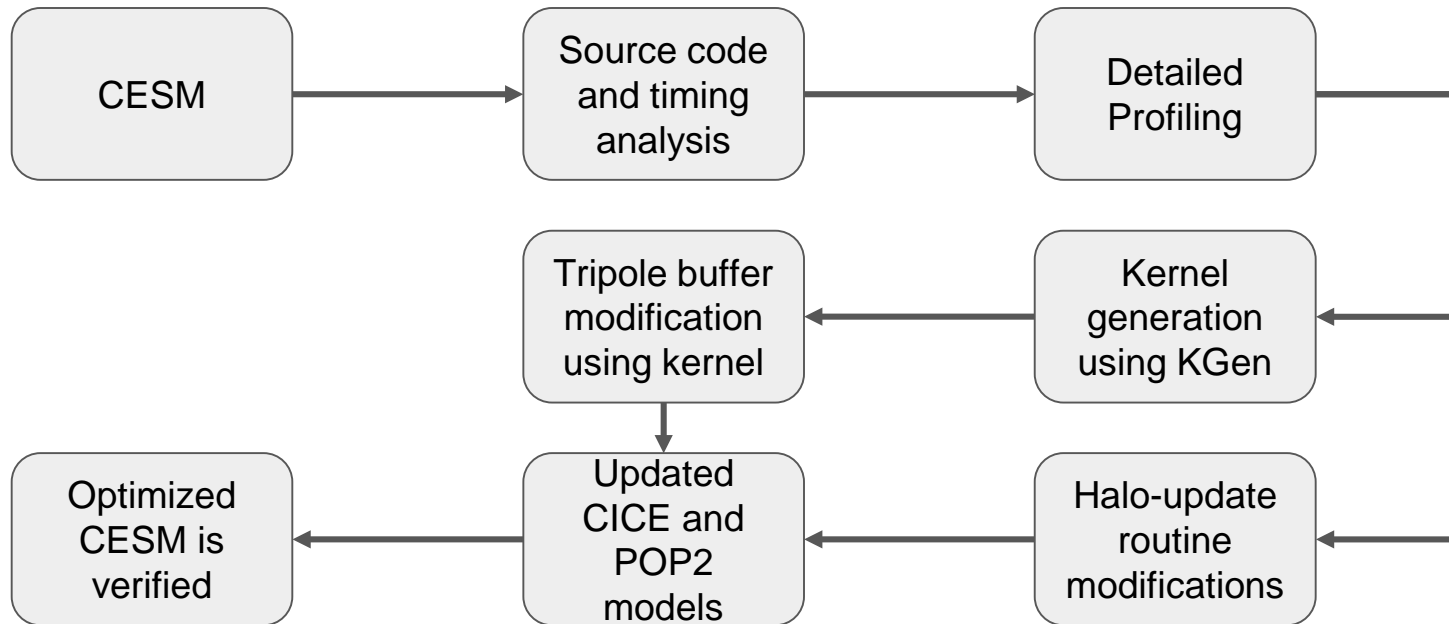 CESM
Source code
and timing
analysis
Detailed
Profiling
Tripole buffer
modification
using kernel
Kernel
generation
using KGen
Optimized
CESM is
verified
Updated
CICE and
POP2
models
Halo-update
routine
modifications